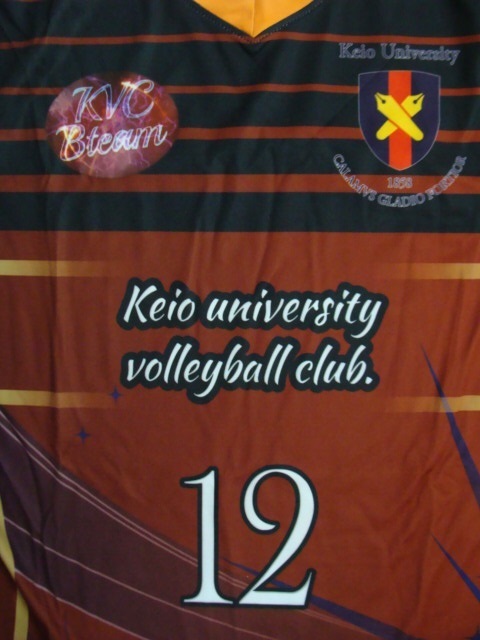 Keio University
KVC
Bteam
1858
CALAMVS GLADIO FORTIOR
Keio university
volleyball club.
12